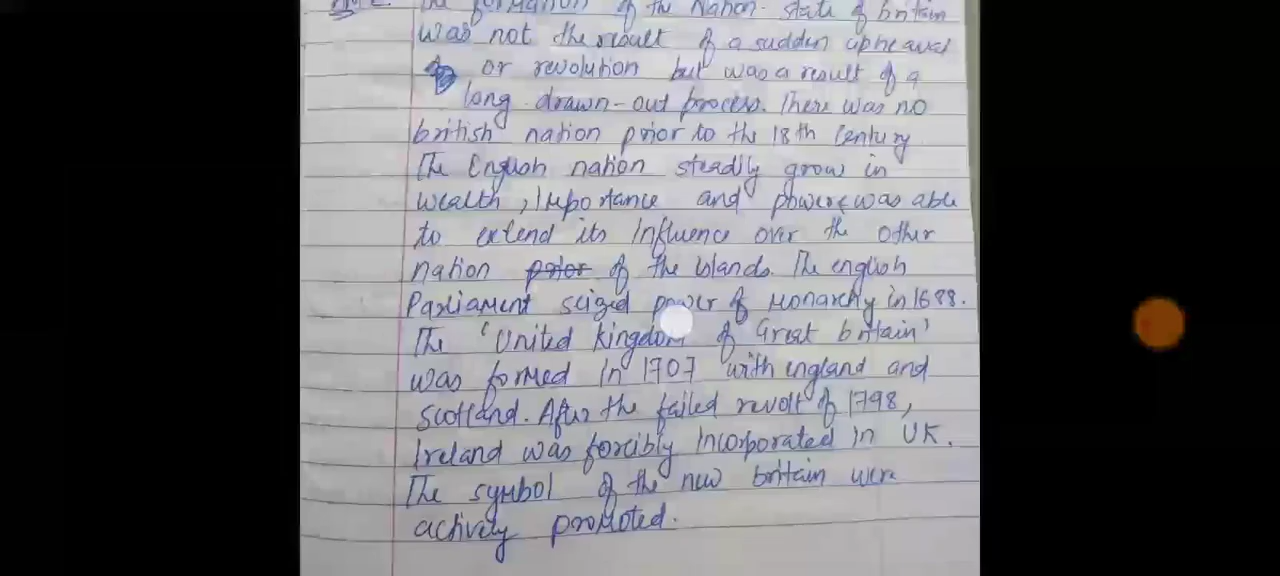 The formation of the Nation-state of britain
was not the result of a sudden upheaval
or revolution but was a result of a
long drawn-out process. There was no
british nation prior to the 18th Century
The English nation steadly grow in
wealth, Importance and power & was able
to extend its Influence over the other
nation prior of the Islands. The english
Parliament seized power of Monarchy in 1688.
The 'United kingdom of Great britain'
was formed In 1707 with england and
Scotland. After the failed revolt of 1798,
Ireland was forcibly Incorporated In UK.
The symbol of the new britain were
actively promoted.